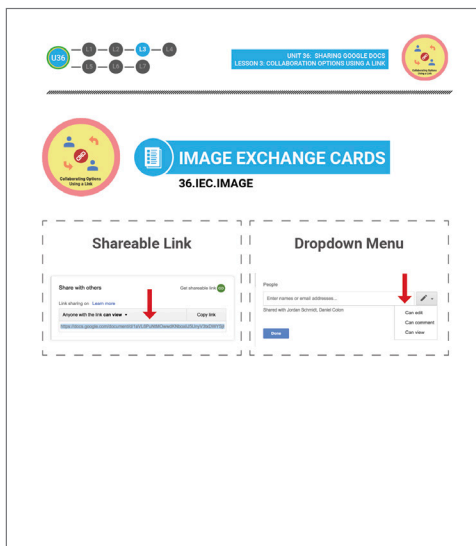 U36
L1
L2
L3
L4
L5
L6
L7
UNIT 36: SHARING GOOGLE DOCS
LESSON 3: COLLABORATION OPTIONS USING A LINK
Collaborating Options
Using a Link
Collaborating Options
Using a Link
IMAGE EXCHANGE CARDS
36.IEC.IMAGE
Shareable Link
Share with others
Get shareable link
Link sharing on Learn more
Anyone with the link can view
Copy link
Dropdown Menu
People
Enter names or email addresses...
Shared with Jordan Schmidt, Daniel Colon
Can edit
Can comment
Can view
Done